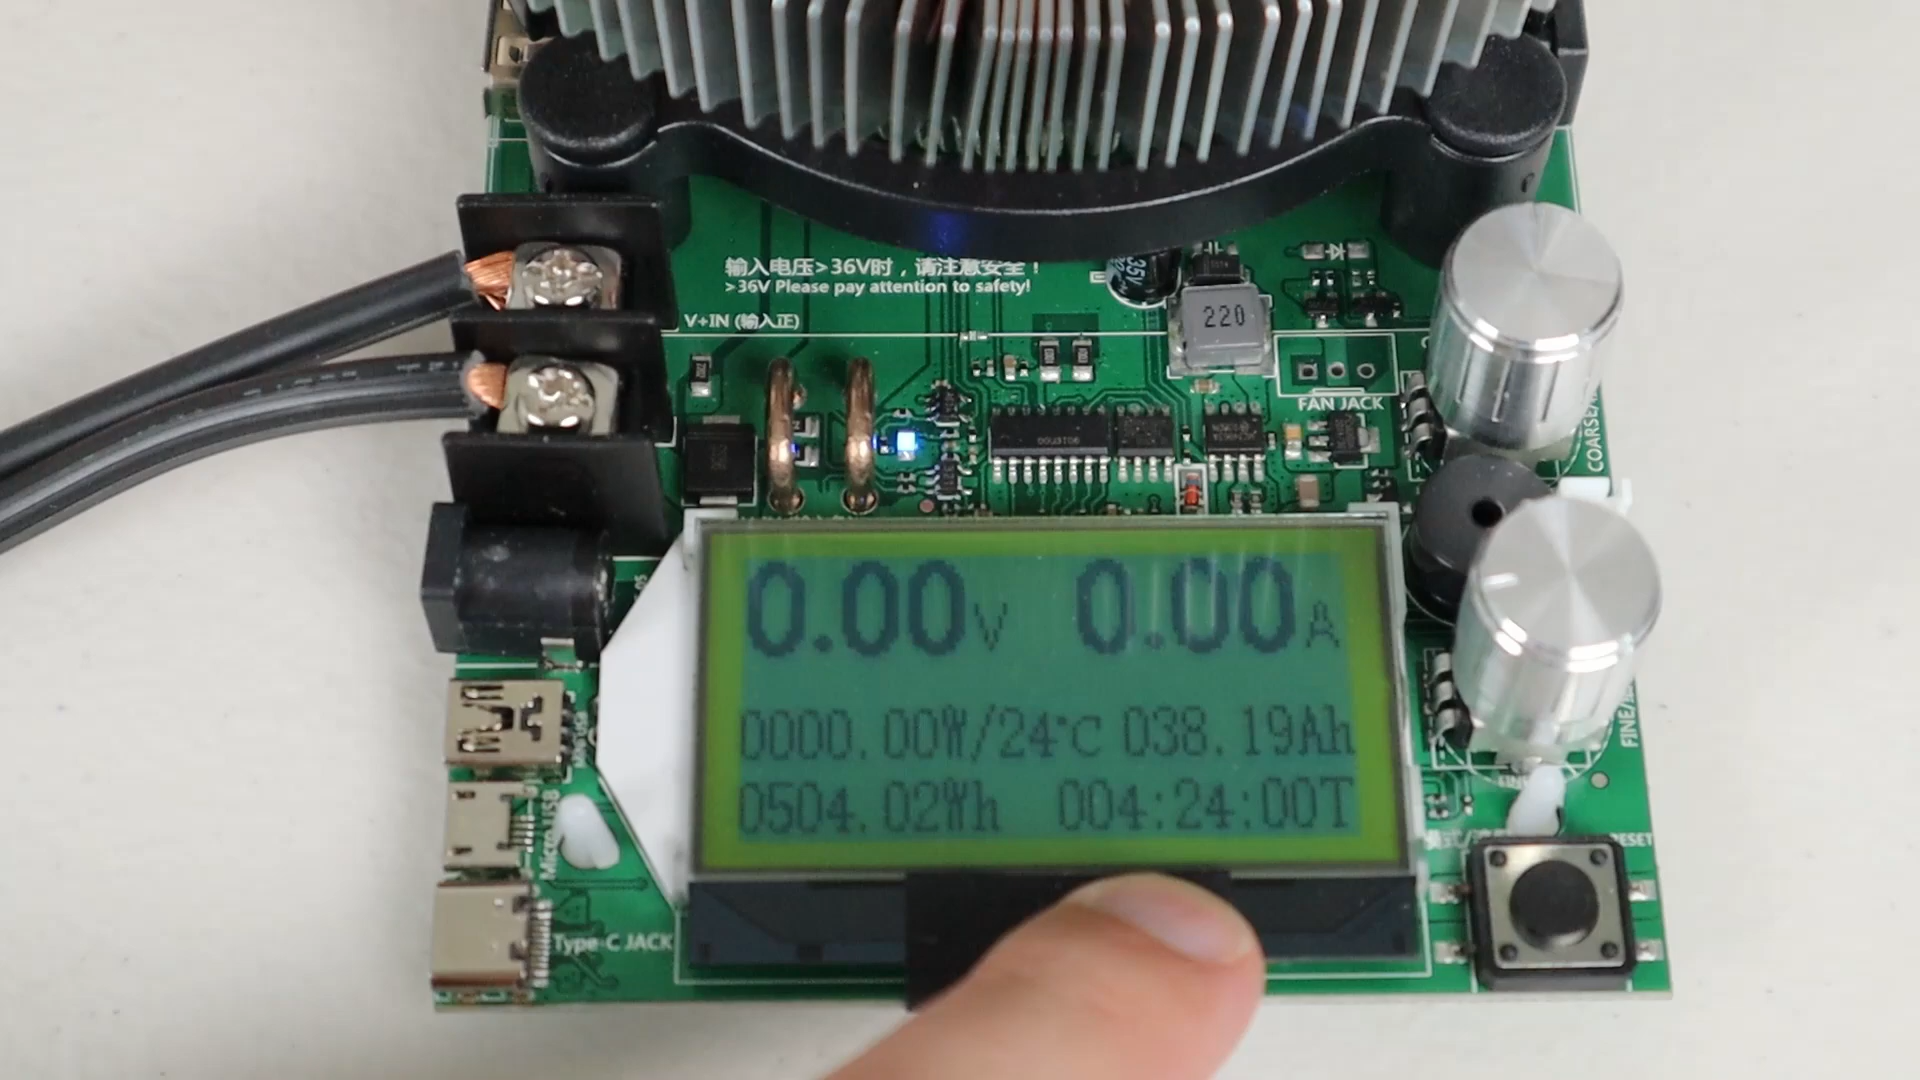 输入电压>36V时，请注意安全！
>36V Please pay attention to safety!
V+IN (输入正)
220
35V
FAN JACK
COARSE/
0.00V 0.00A
0000.00W/24℃ 038.19Ah
0504.02Wh 004:24:00T
FINE/
RESET
Micro USB
Type-C JACK